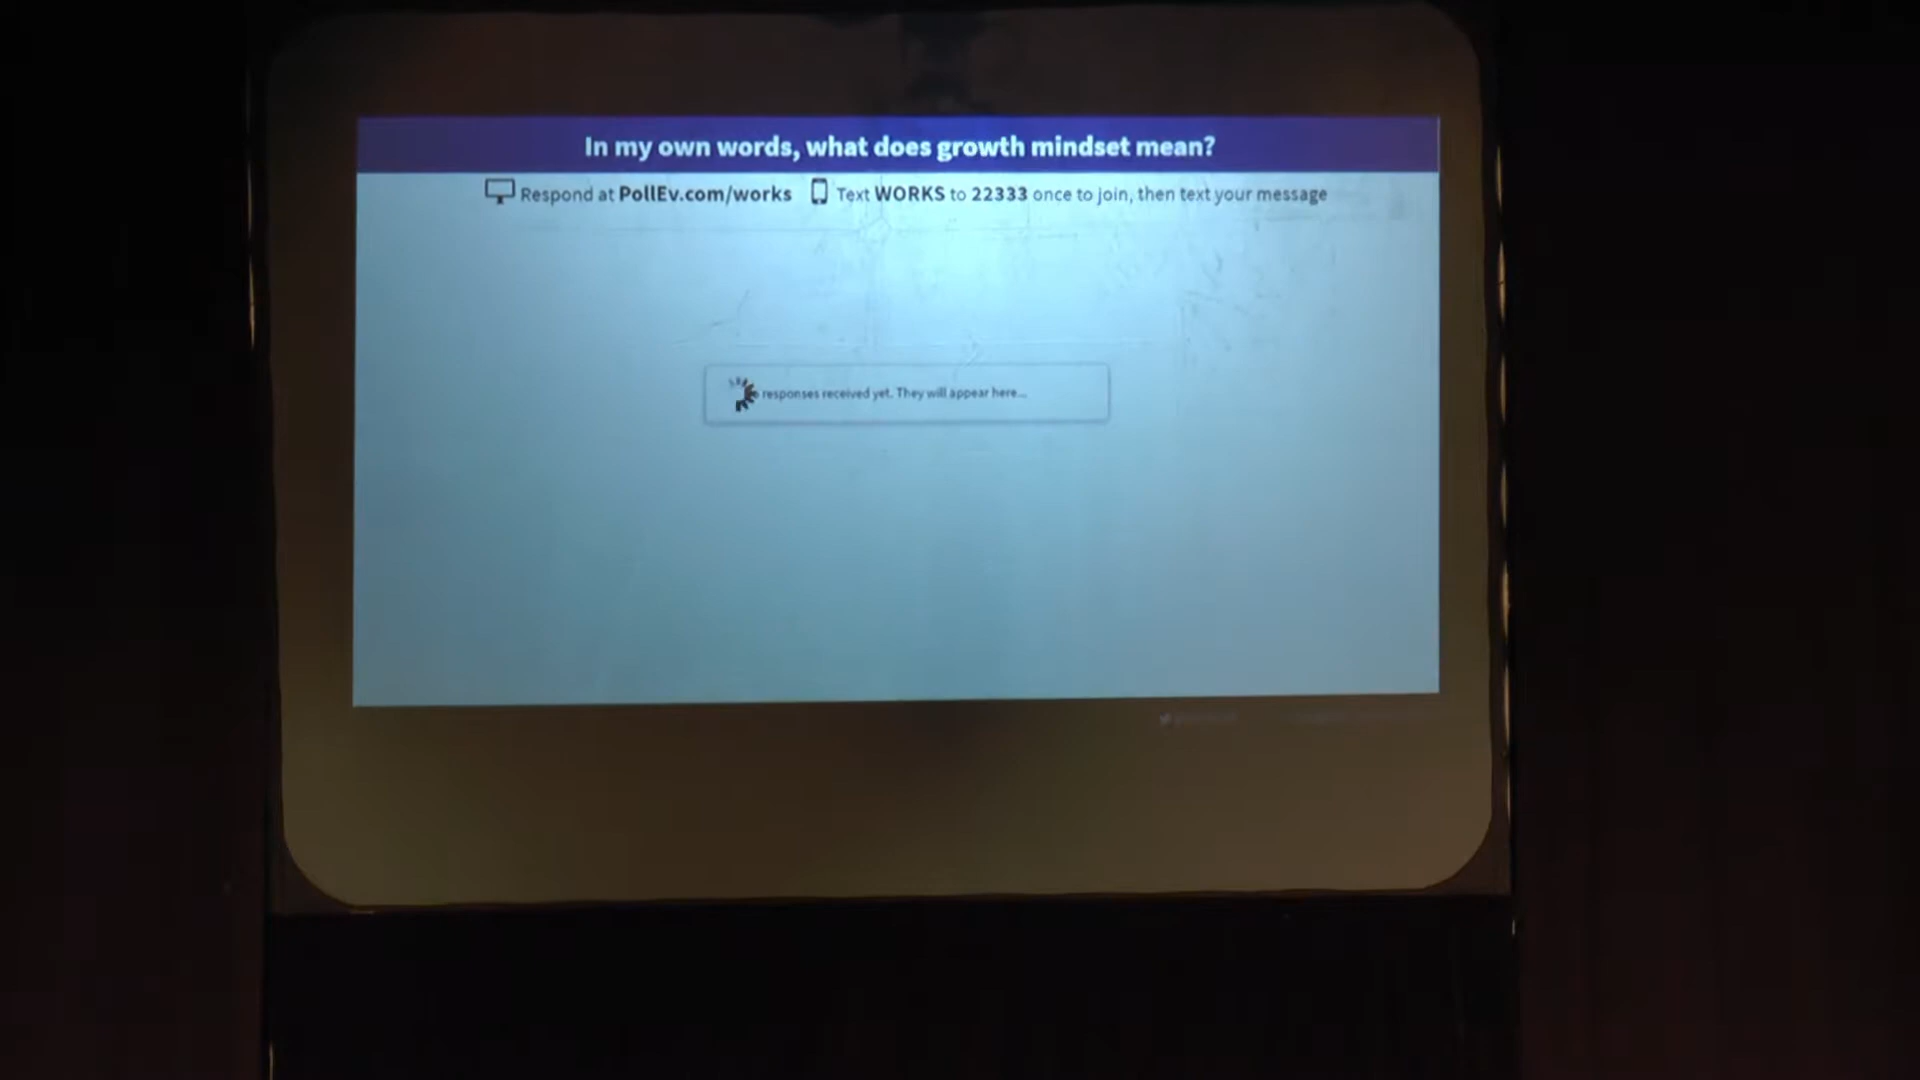 In my own words, what does growth mindset mean?
Respond at PollEv.com/works Text WORKS to 22333 once to join, then text your message
responses received yet. They will appear here...